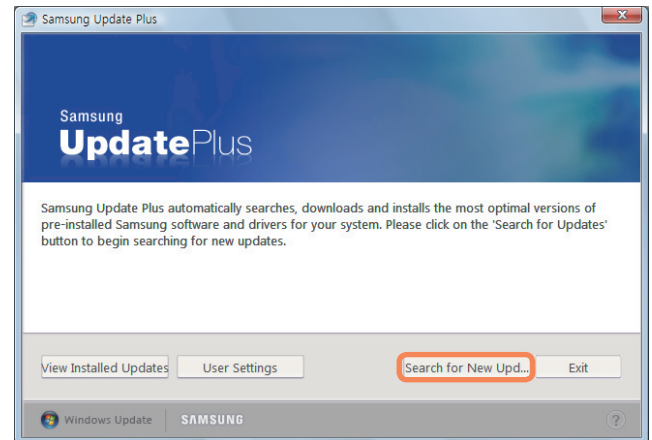 Samsung Update Plus
Samsung
UpdatePlus
Samsung Update Plus automatically searches, downloads and installs the most optimal versions of
pre-installed Samsung software and drivers for your system. Please click on the 'Search for Updates'
button to begin searching for new updates.
View Installed Updates User Settings Search for New Upd... Exit
Windows Update SAMSUNG ?